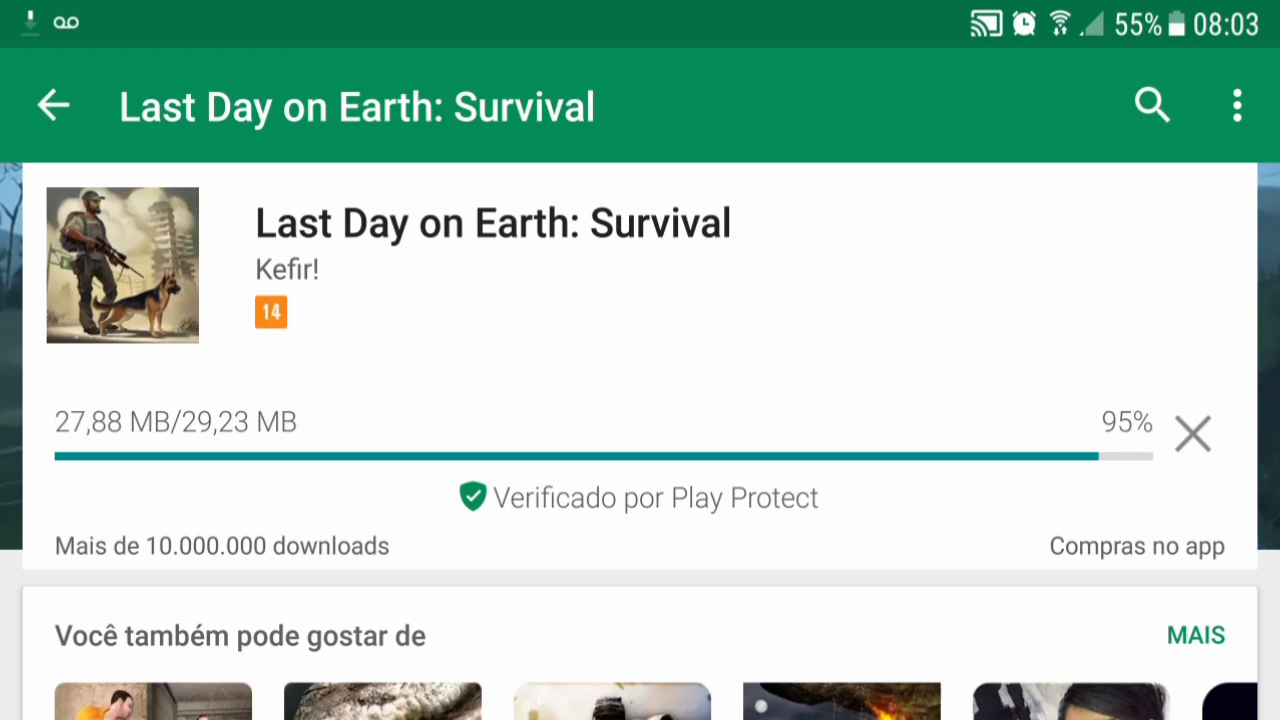 55% 08:03
Last Day on Earth: Survival
Last Day on Earth: Survival
Kefir!
14
27,88 MB/29,23 MB 95%
Verificado por Play Protect
Mais de 10.000.000 downloads Compras no app
Você também pode gostar de MAIS